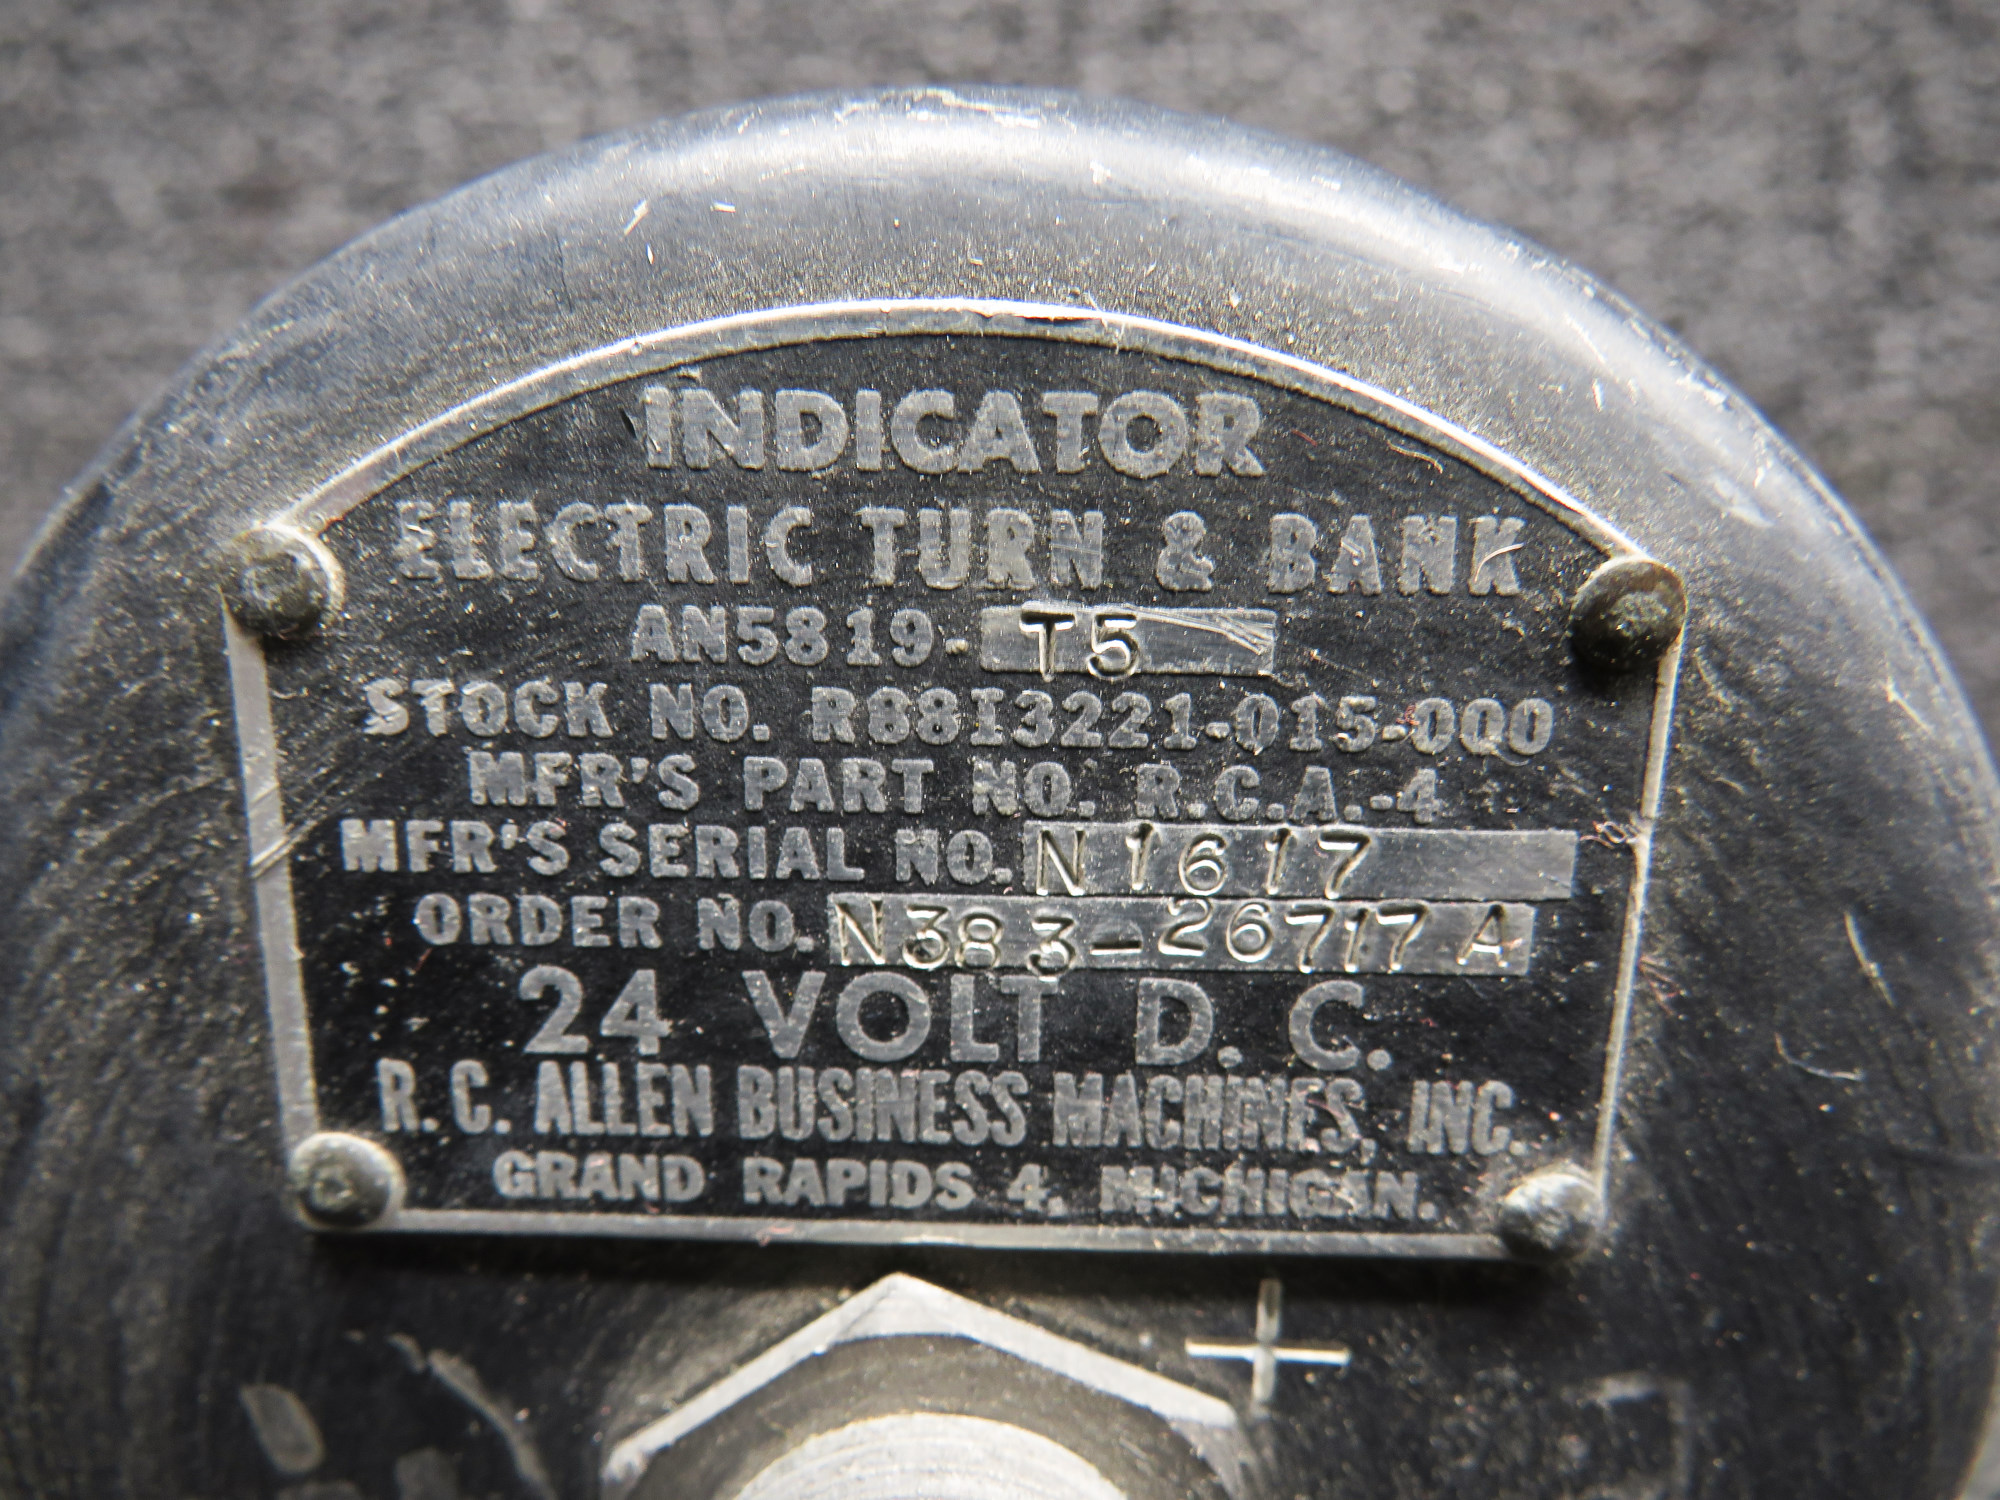 INDICATOR
ELECTRIC TURN & BANK
AN5819-T5
STOCK NO. R88I3221-015-000
MFR'S PART NO. R.C.A.-4
MFR'S SERIAL NO. N1617
ORDER NO. N383-26717A
24 VOLT D.C.
R. C. ALLEN BUSINESS MACHINES, INC.
GRAND RAPIDS 4, MICHIGAN.
+